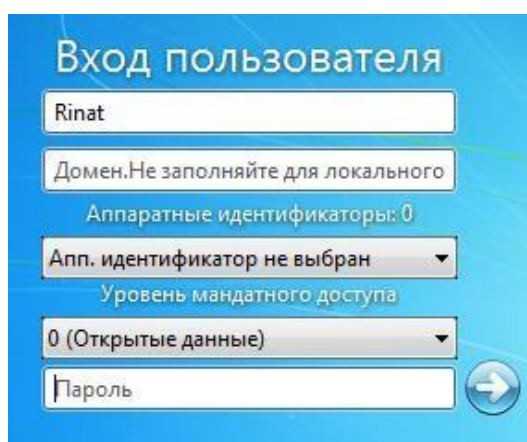 Вход пользователя
Rinat
Домен.Не заполняйте для локального
Аппаратные идентификаторы: 0
Апп. идентификатор не выбран
Уровень мандатного доступа
0 (Открытые данные)
Пароль